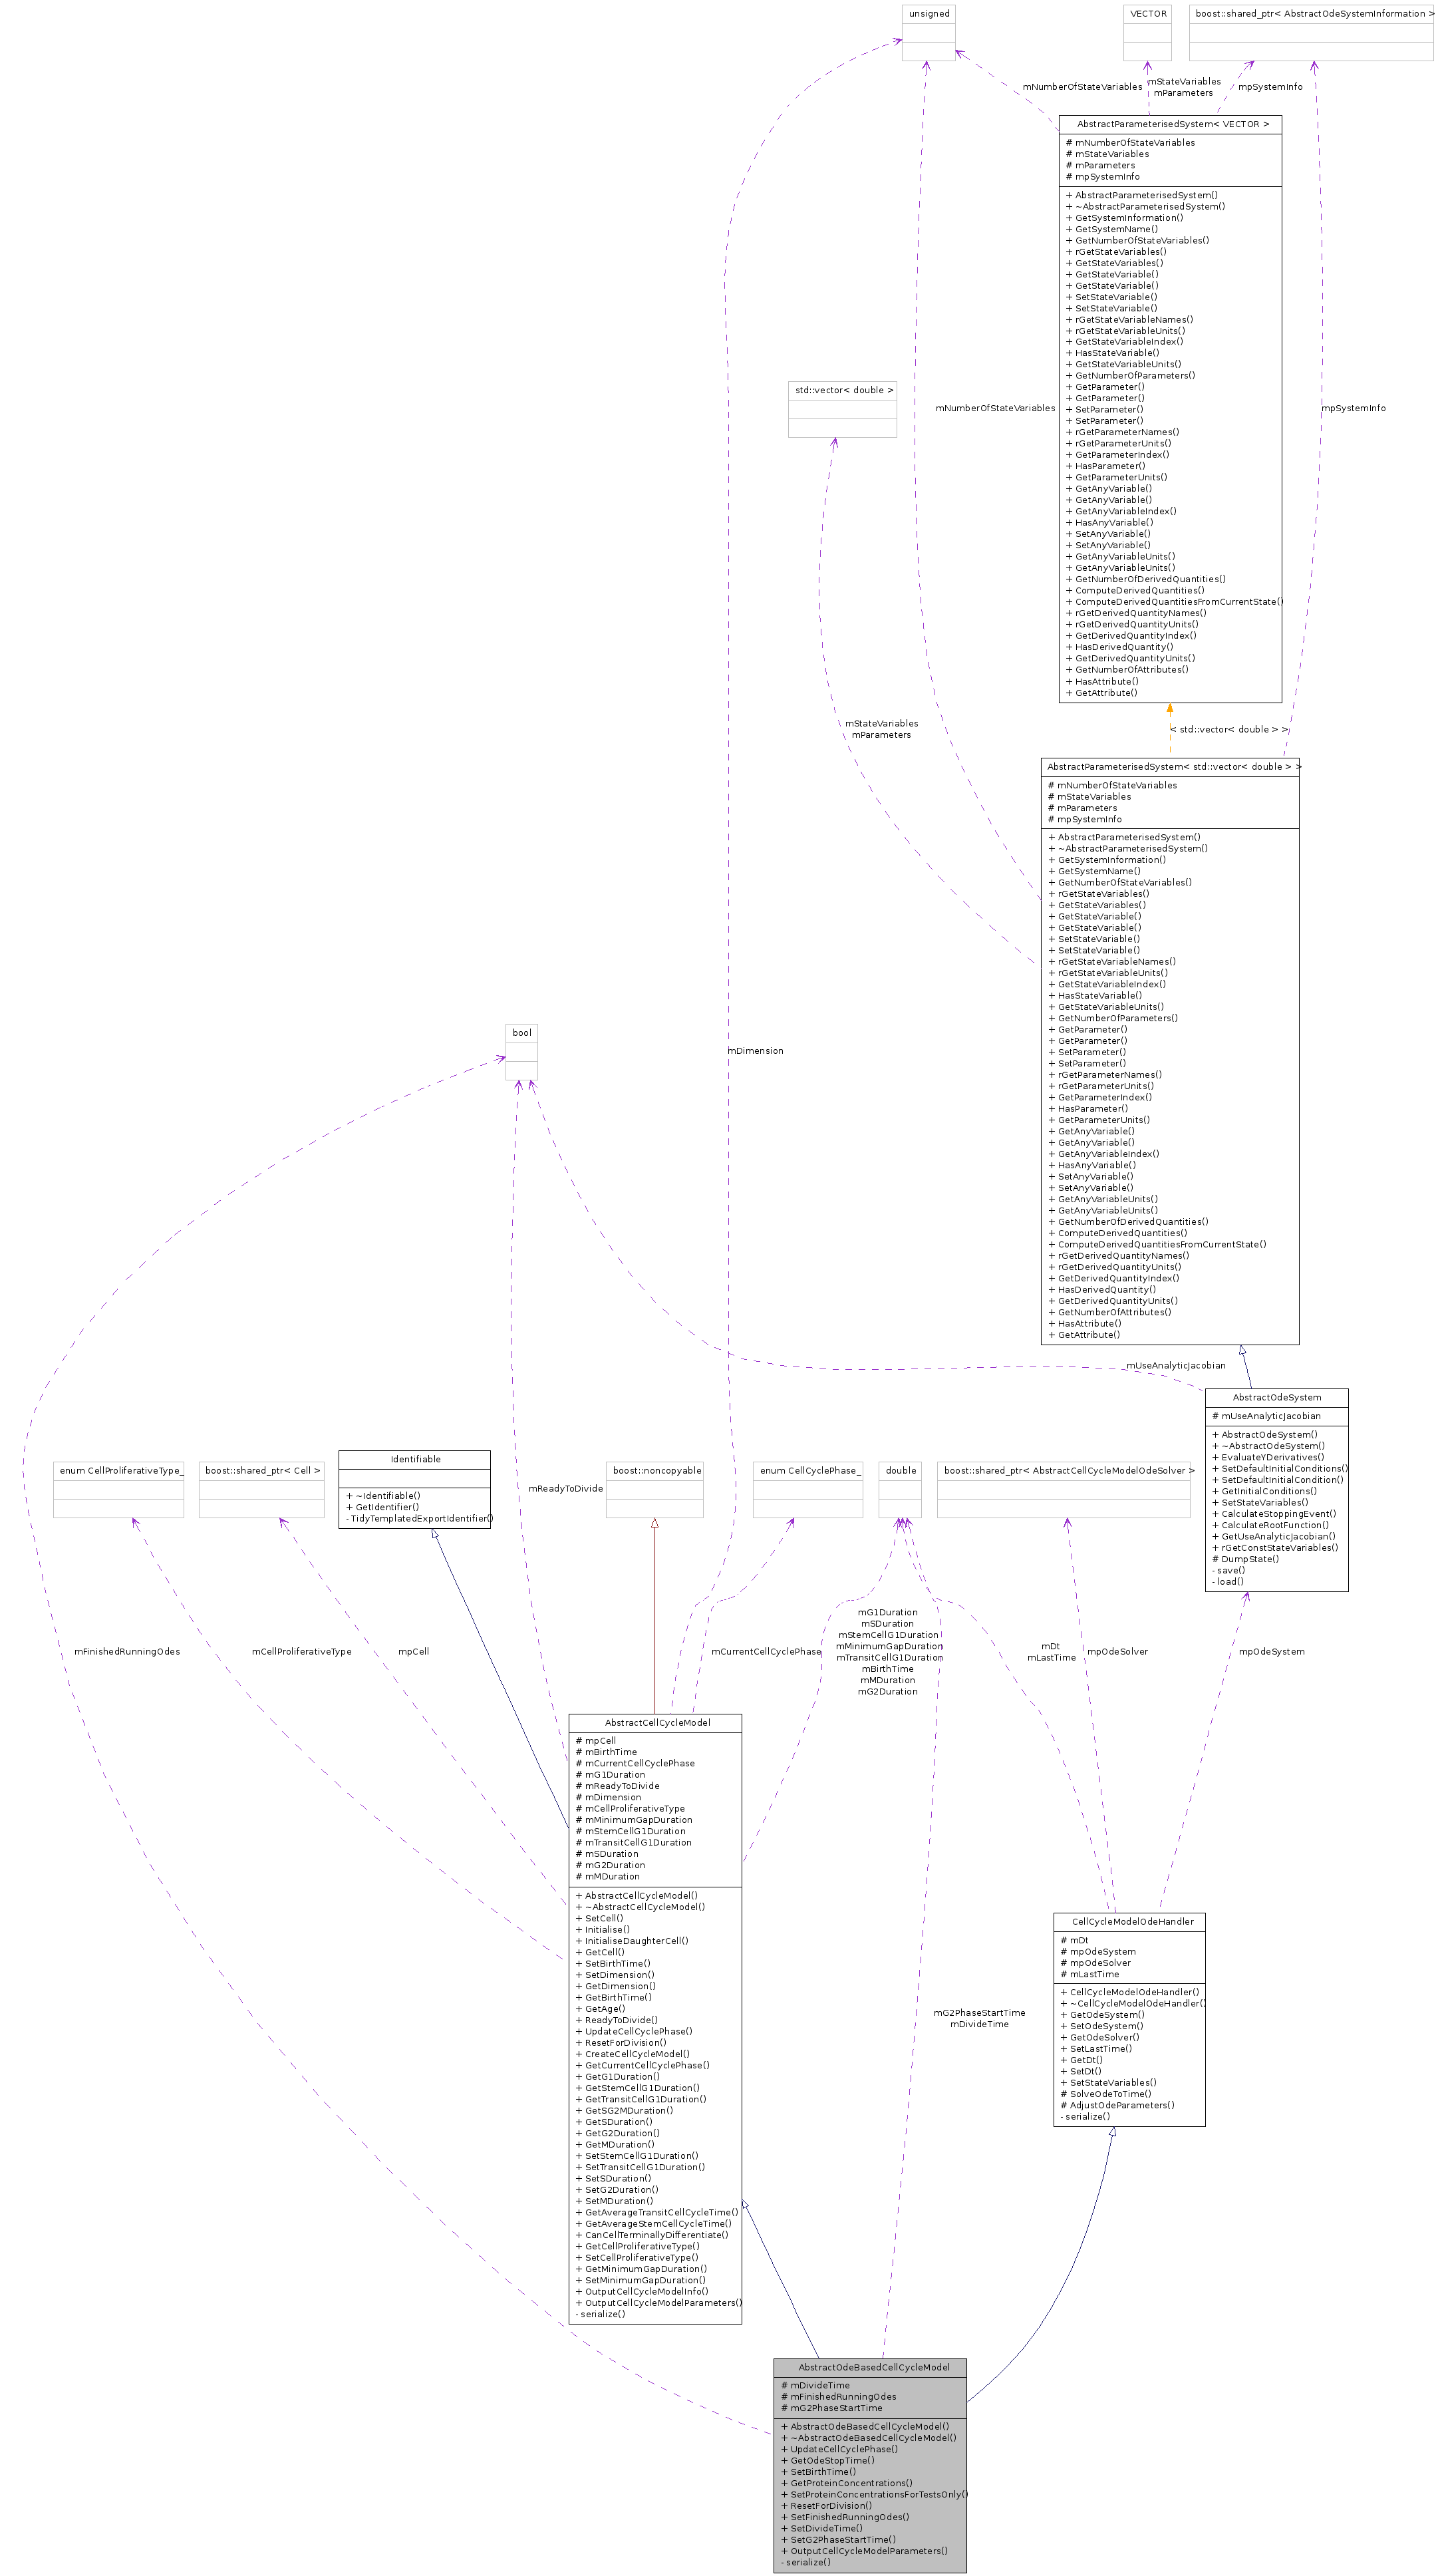 unsigned
VECTOR
boost::shared_ptr< AbstractOdeSystemInformation >
mNumberOfStateVariables
mStateVariables
mParameters
mpSystemInfo
AbstractParameterisedSystem< VECTOR >
# mNumberOfStateVariables
# mStateVariables
# mParameters
# mpSystemInfo
+ AbstractParameterisedSystem()
+ ~AbstractParameterisedSystem()
+ GetSystemInformation()
+ GetSystemName()
+ GetNumberOfStateVariables()
+ rGetStateVariables()
+ GetStateVariables()
+ GetStateVariable()
+ GetStateVariable()
+ SetStateVariable()
+ SetStateVariable()
+ rGetStateVariableNames()
+ rGetStateVariableUnits()
+ GetStateVariableIndex()
+ HasStateVariable()
+ GetStateVariableUnits()
+ GetNumberOfParameters()
+ GetParameter()
+ GetParameter()
+ SetParameter()
+ SetParameter()
+ rGetParameterNames()
+ rGetParameterUnits()
+ GetParameterIndex()
+ HasParameter()
+ GetParameterUnits()
+ GetAnyVariable()
+ GetAnyVariable()
+ GetAnyVariableIndex()
+ HasAnyVariable()
+ SetAnyVariable()
+ SetAnyVariable()
+ GetAnyVariableUnits()
+ GetAnyVariableUnits()
+ GetNumberOfDerivedQuantities()
+ ComputeDerivedQuantities()
+ ComputeDerivedQuantitiesFromCurrentState()
+ rGetDerivedQuantityNames()
+ rGetDerivedQuantityUnits()
+ GetDerivedQuantityIndex()
+ HasDerivedQuantity()
+ GetDerivedQuantityUnits()
+ GetNumberOfAttributes()
+ HasAttribute()
+ GetAttribute()
std::vector< double >
mNumberOfStateVariables
mpSystemInfo
mStateVariables
mParameters
< std::vector< double > >
AbstractParameterisedSystem< std::vector< double > >
# mNumberOfStateVariables
# mStateVariables
# mParameters
# mpSystemInfo
+ AbstractParameterisedSystem()
+ ~AbstractParameterisedSystem()
+ GetSystemInformation()
+ GetSystemName()
+ GetNumberOfStateVariables()
+ rGetStateVariables()
+ GetStateVariables()
+ GetStateVariable()
+ GetStateVariable()
+ SetStateVariable()
+ SetStateVariable()
+ rGetStateVariableNames()
+ rGetStateVariableUnits()
+ GetStateVariableIndex()
+ HasStateVariable()
+ GetStateVariableUnits()
+ GetNumberOfParameters()
+ GetParameter()
+ GetParameter()
+ SetParameter()
+ SetParameter()
+ rGetParameterNames()
+ rGetParameterUnits()
+ GetParameterIndex()
+ HasParameter()
+ GetParameterUnits()
+ GetAnyVariable()
+ GetAnyVariable()
+ GetAnyVariableIndex()
+ HasAnyVariable()
+ SetAnyVariable()
+ SetAnyVariable()
+ GetAnyVariableUnits()
+ GetAnyVariableUnits()
+ GetNumberOfDerivedQuantities()
+ ComputeDerivedQuantities()
+ ComputeDerivedQuantitiesFromCurrentState()
+ rGetDerivedQuantityNames()
+ rGetDerivedQuantityUnits()
+ GetDerivedQuantityIndex()
+ HasDerivedQuantity()
+ GetDerivedQuantityUnits()
+ GetNumberOfAttributes()
+ HasAttribute()
+ GetAttribute()
bool
mDimension
mUseAnalyticJacobian
AbstractOdeSystem
# mUseAnalyticJacobian
+ AbstractOdeSystem()
+ ~AbstractOdeSystem()
+ EvaluateYDerivatives()
+ SetDefaultInitialConditions()
+ SetDefaultInitialCondition()
+ GetInitialConditions()
+ SetStateVariables()
+ CalculateStoppingEvent()
+ CalculateRootFunction()
+ GetUseAnalyticJacobian()
+ rGetConstStateVariables()
# DumpState()
- save()
- load()
enum CellProliferativeType_
boost::shared_ptr< Cell >
Identifiable
+ ~Identifiable()
+ GetIdentifier()
- TidyTemplatedExportIdentifier()
mReadyToDivide
boost::noncopyable
enum CellCyclePhase_
double
boost::shared_ptr< AbstractCellCycleModelOdeSolver >
mFinishedRunningOdes
mCellProliferativeType
mpCell
mCurrentCellCyclePhase
mG1Duration
mSDuration
mStemCellG1Duration
mMinimumGapDuration
mTransitCellG1Duration
mBirthTime
mMDuration
mG2Duration
mDt
mLastTime
mpOdeSolver
mpOdeSystem
AbstractCellCycleModel
# mpCell
# mBirthTime
# mCurrentCellCyclePhase
# mG1Duration
# mReadyToDivide
# mDimension
# mCellProliferativeType
# mMinimumGapDuration
# mStemCellG1Duration
# mTransitCellG1Duration
# mSDuration
# mG2Duration
# mMDuration
+ AbstractCellCycleModel()
+ ~AbstractCellCycleModel()
+ SetCell()
+ Initialise()
+ InitialiseDaughterCell()
+ GetCell()
+ SetBirthTime()
+ SetDimension()
+ GetDimension()
+ GetBirthTime()
+ GetAge()
+ ReadyToDivide()
+ UpdateCellCyclePhase()
+ ResetForDivision()
+ CreateCellCycleModel()
+ GetCurrentCellCyclePhase()
+ GetG1Duration()
+ GetStemCellG1Duration()
+ GetTransitCellG1Duration()
+ GetSG2MDuration()
+ GetSDuration()
+ GetG2Duration()
+ GetMDuration()
+ SetStemCellG1Duration()
+ SetTransitCellG1Duration()
+ SetSDuration()
+ SetG2Duration()
+ SetMDuration()
+ GetAverageTransitCellCycleTime()
+ GetAverageStemCellCycleTime()
+ CanCellTerminallyDifferentiate()
+ GetCellProliferativeType()
+ SetCellProliferativeType()
+ GetMinimumGapDuration()
+ SetMinimumGapDuration()
+ OutputCellCycleModelInfo()
+ OutputCellCycleModelParameters()
- serialize()
CellCycleModelOdeHandler
# mDt
# mpOdeSystem
# mpOdeSolver
# mLastTime
+ CellCycleModelOdeHandler()
+ ~CellCycleModelOdeHandler()
+ GetOdeSystem()
+ SetOdeSystem()
+ GetOdeSolver()
+ SetLastTime()
+ GetDt()
+ SetDt()
+ SetStateVariables()
# SolveOdeToTime()
# AdjustOdeParameters()
- serialize()
mG2PhaseStartTime
mDivideTime
AbstractOdeBasedCellCycleModel
# mDivideTime
# mFinishedRunningOdes
# mG2PhaseStartTime
+ AbstractOdeBasedCellCycleModel()
+ ~AbstractOdeBasedCellCycleModel()
+ UpdateCellCyclePhase()
+ GetOdeStopTime()
+ SetBirthTime()
+ GetProteinConcentrations()
+ SetProteinConcentrationsForTestsOnly()
+ ResetForDivision()
+ SetFinishedRunningOdes()
+ SetDivideTime()
+ SetG2PhaseStartTime()
+ OutputCellCycleModelParameters()
- serialize()